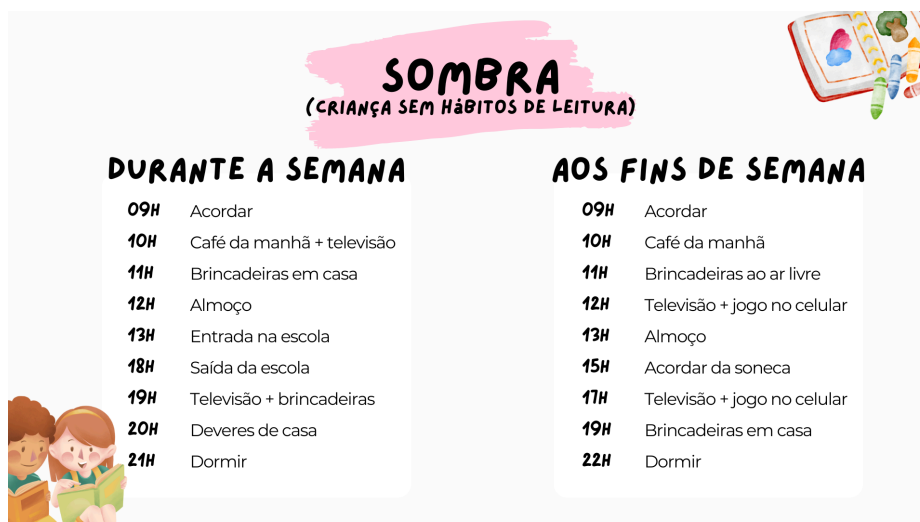 SOMBRA
(CRIANÇA SEM HÁBITOS DE LEITURA)
DURANTE A SEMANA
09H Acordar
10H Café da manhã + televisão
11H Brincadeiras em casa
12H Almoço
13H Entrada na escola
18H Saída da escola
19H Televisão + brincadeiras
20H Deveres de casa
21H Dormir
AOS FINS DE SEMANA
09H Acordar
10H Café da manhã
11H Brincadeiras ao ar livre
12H Televisão + jogo no celular
13H Almoço
15H Acordar da soneca
17H Televisão + jogo no celular
19H Brincadeiras em casa
22H Dormir